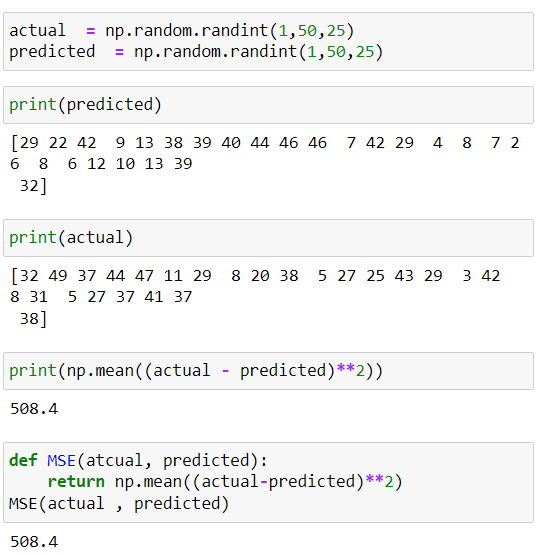 actual  = np.random.randint(1,50,25)
predicted  = np.random.randint(1,50,25)
print(predicted)
[29 22 42  9 13 38 39 40 44 46 46  7 42 29  4  8  7 2
6  8  6 12 10 13 39
 32]
print(actual)
[32 49 37 44 47 11 29  8 20 38  5 27 25 43 29  3 42
8 31  5 27 37 41 37
 38]
print(np.mean((actual - predicted)**2))
508.4
def MSE(atcual, predicted):
    return np.mean((actual-predicted)**2)
MSE(actual , predicted)
508.4